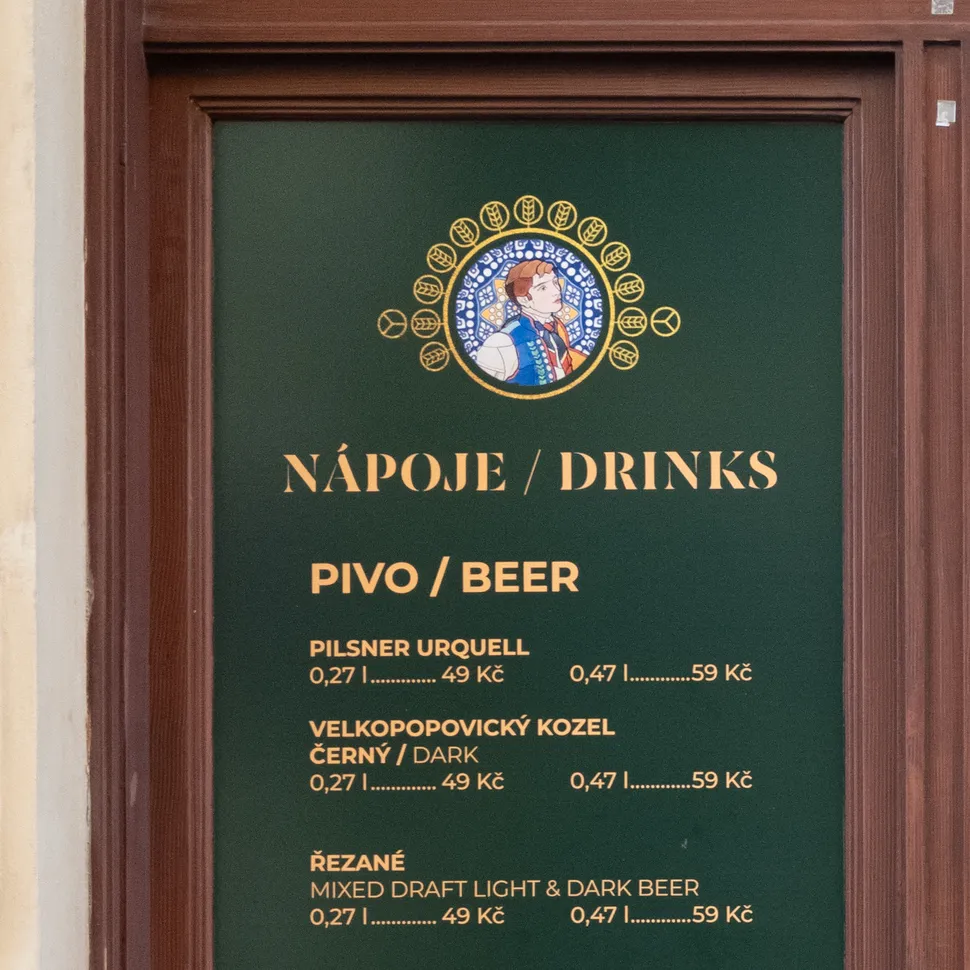 NÁPOJE / DRINKS
PIVO / BEER
PILSNER URQUELL
0,27 l............. 49 Kč 0,47 l............59 Kč
VELKOPOPOVICKÝ KOZEL
ČERNÝ / DARK
0,27 l............. 49 Kč 0,47 l............59 Kč
ŘEZANÉ
MIXED DRAFT LIGHT & DARK BEER
0,27 l............. 49 Kč 0,47 l............59 Kč